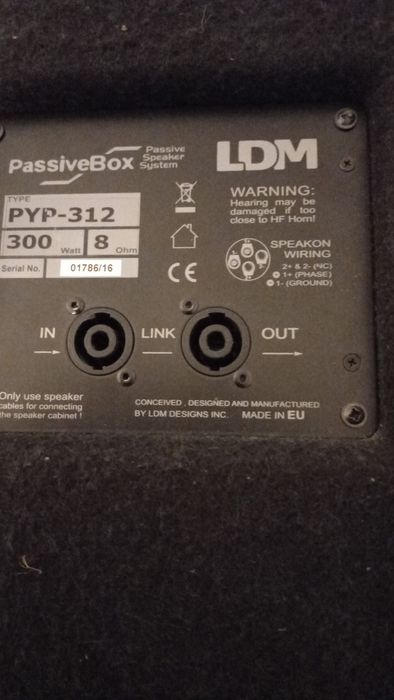 PassiveBox
Passive
Speaker
System
LDM
TYPE
PYP-312
300 Watt 8 Ohm
Serial No. 01786/16
WARNING:
Hearing may be
damaged if too
close to HF Horn!
SPEAKON
WIRING
2+ & 2- (NC)
1+ (PHASE)
1- (GROUND)
CE
IN LINK OUT
Only use speaker
cables for connecting
the speaker cabinet !
CONCEIVED , DESIGNED AND MANUFACTURED
BY LDM DESIGNS INC. MADE IN EU